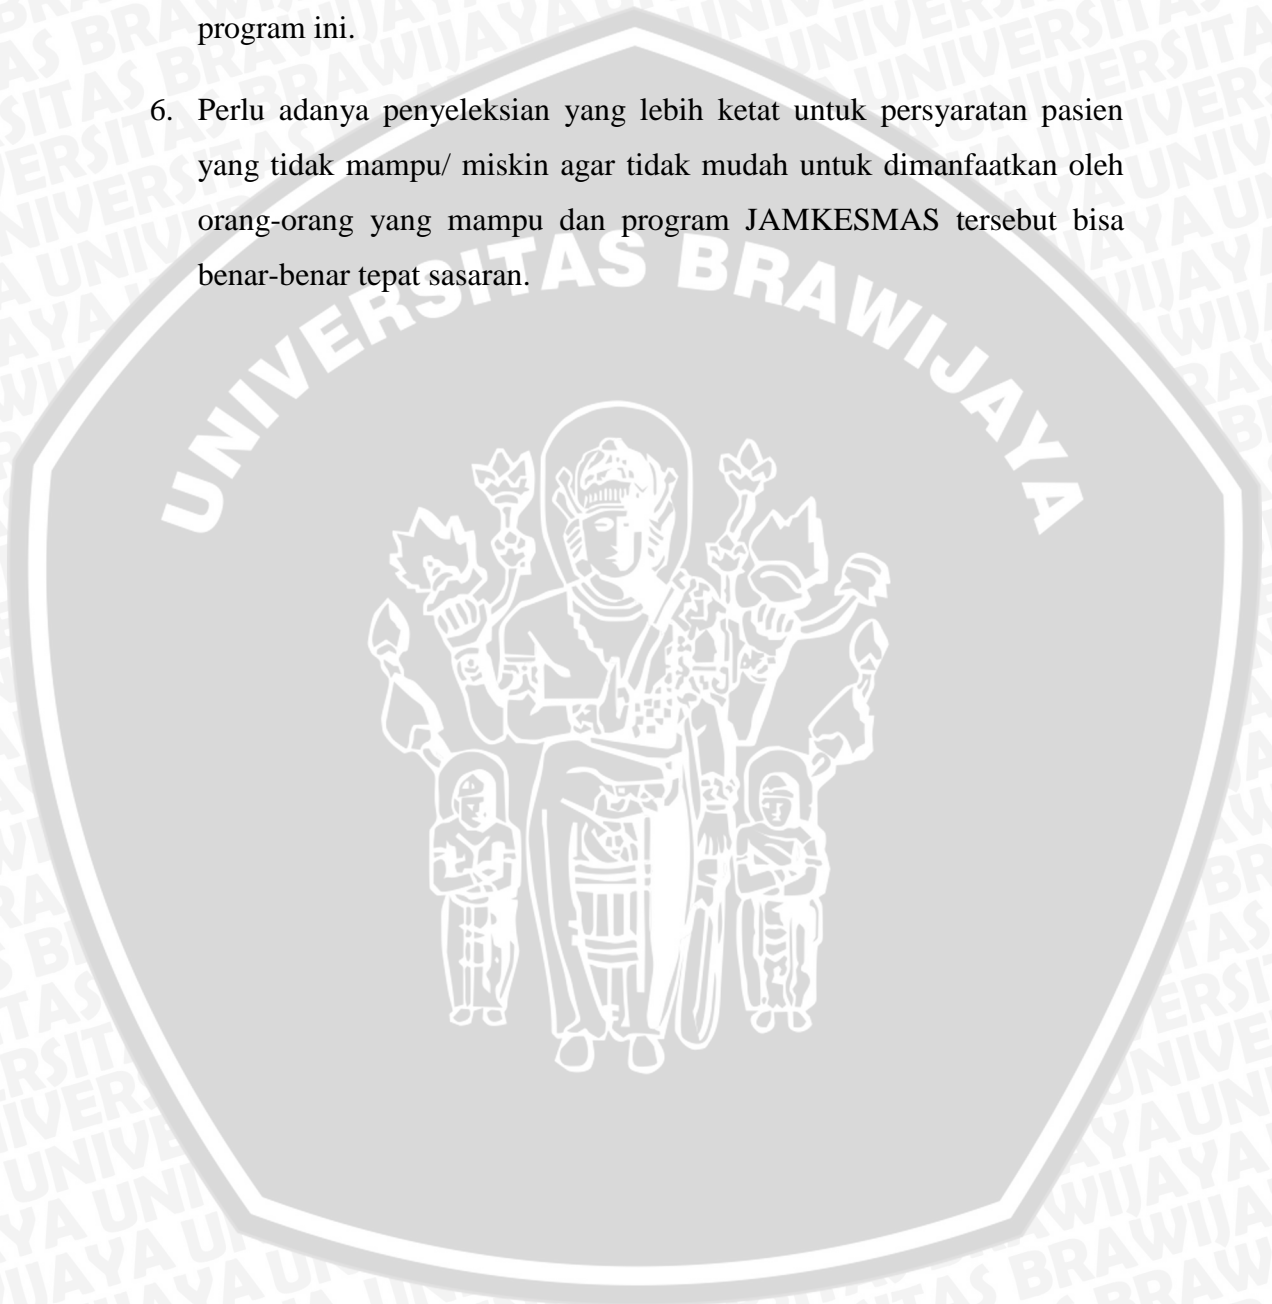 program ini.
6. Perlu adanya penyeleksian yang lebih ketat untuk persyaratan pasien
yang tidak mampu/ miskin agar tidak mudah untuk dimanfaatkan oleh
orang-orang yang mampu dan program JAMKESMAS tersebut bisa
benar-benar tepat sasaran.
UNIVERSITAS BRAWIJAYA